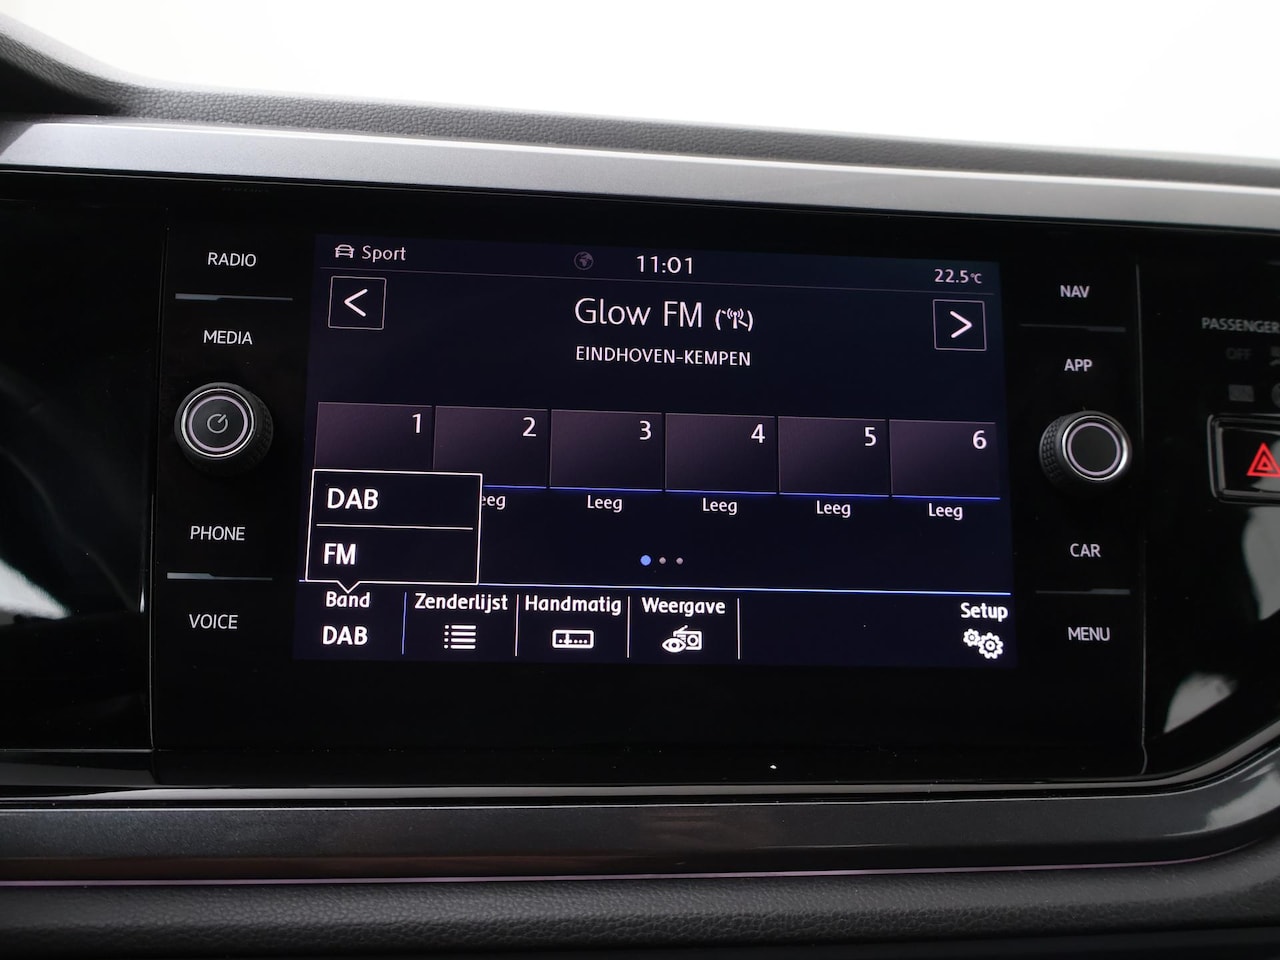 RADIO
MEDIA
PHONE
VOICE
Sport
11:01
22.5°C
<
Glow FM
>
EINDHOVEN-KEMPEN
1 2 3 4 5 6
Leeg Leeg Leeg Leeg
DAB
FM
Band Zenderlijst Handmatig Weergave Setup
DAB
NAV
APP
CAR
MENU
PASSENGER
OFF